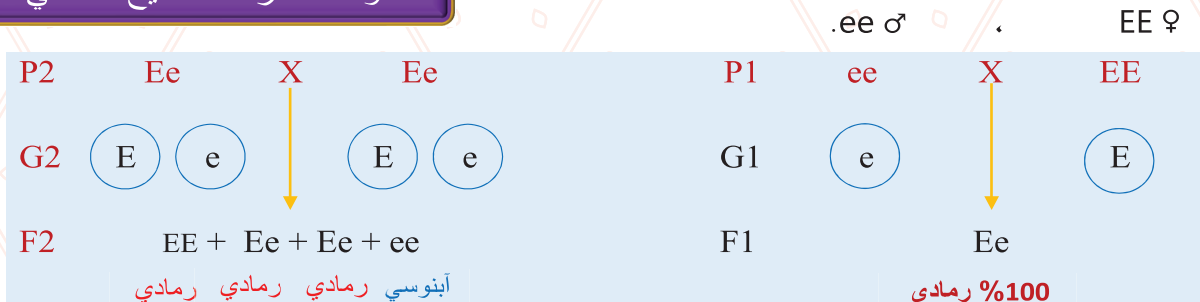 EE ♀ ، ee ♂.
P1 ee X EE
G1 e E
F1 Ee
100% رمادي
P2 Ee X Ee
G2 E e E e
F2 EE + Ee + Ee + ee
رمادي رمادي رمادي آبنوسي